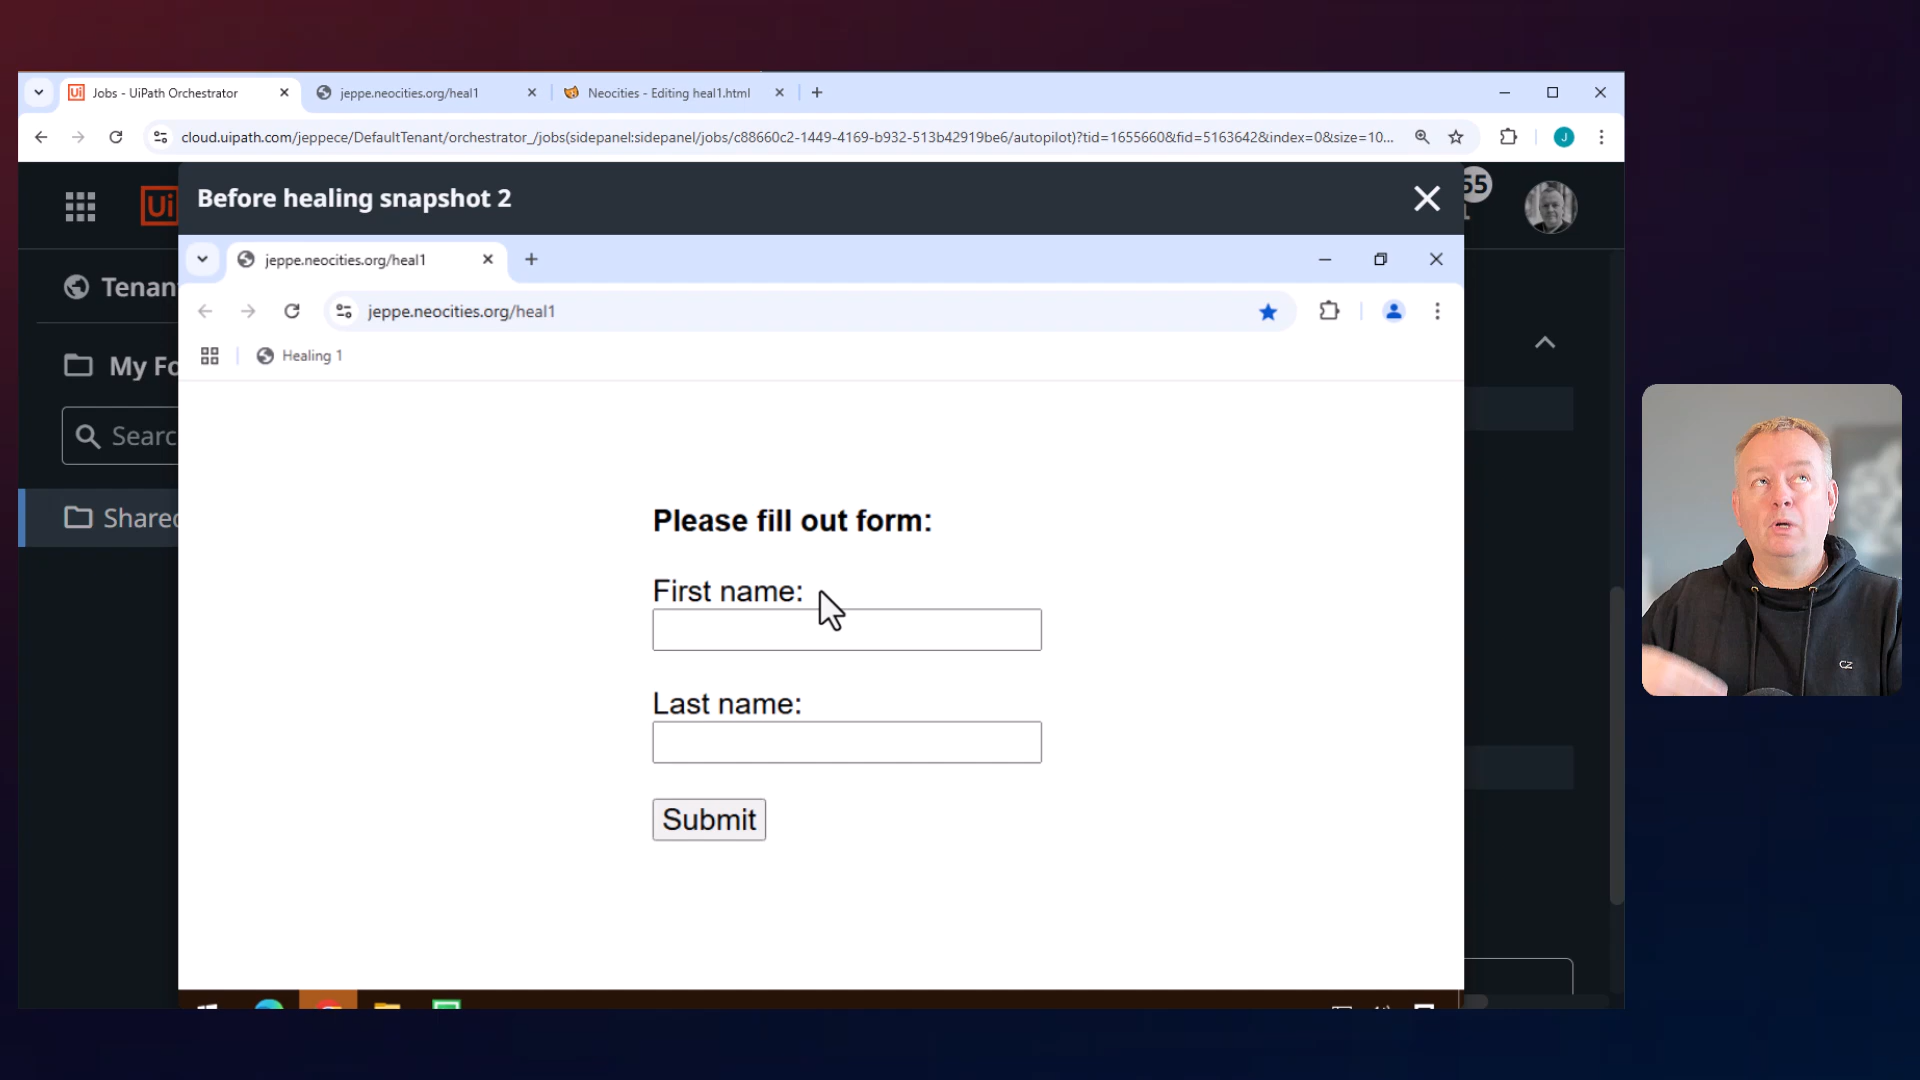 Jobs - UiPath Orchestrator
jeppe.neocities.org/heal1
Neocities - Editing heal1.html
cloud.uipath.com/jeppece/DefaultTenant/orchestrator_/jobs(sidepanel:sidepanel/jobs/c88660c2-1449-4169-b932-513b42919be6/autopilot)?tid=1655660&fid=5163642&index=0&size=10...
J
Ui
Before healing snapshot 2
55
jeppe.neocities.org/heal1
Tenan
jeppe.neocities.org/heal1
Healing 1
My Fo
Searc
Shared
Please fill out form:
First name:
Last name:
Submit
CZ